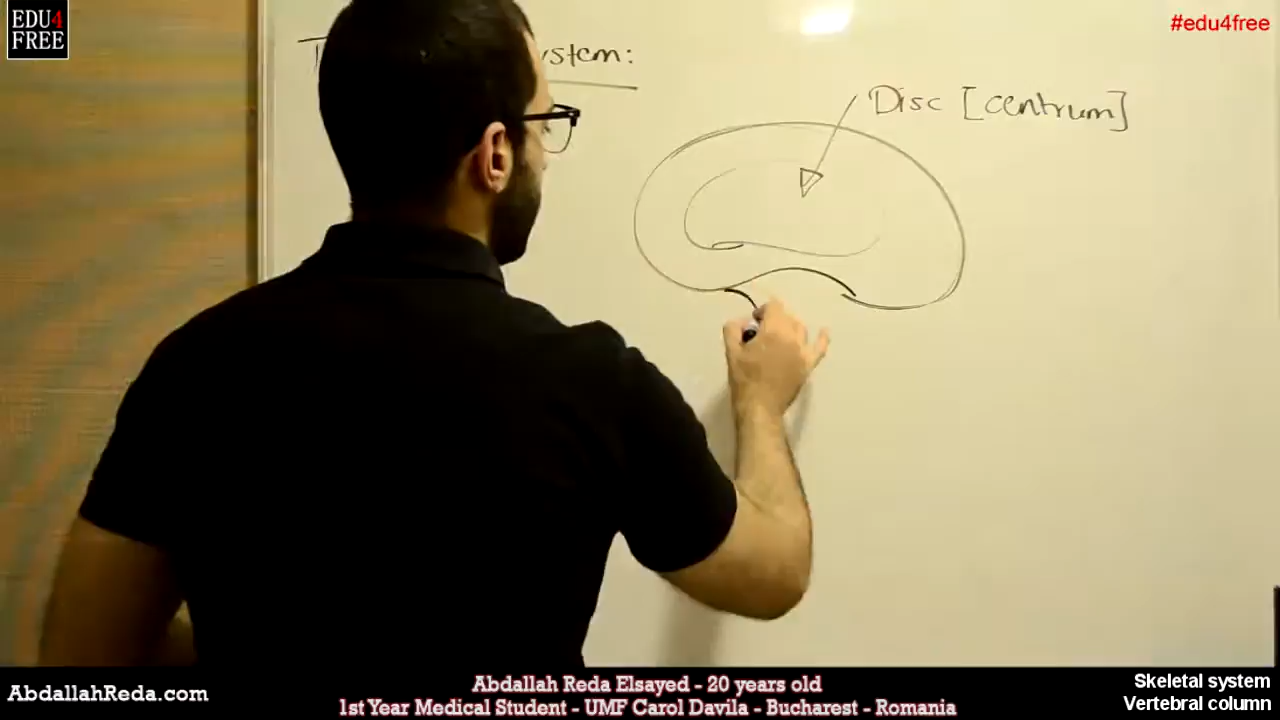 EDU4
FREE
#edu4free
ystem:
Disc [centrum]
AbdallahReda.com
Abdallah Reda Elsayed - 20 years old
1st Year Medical Student - UMF Carol Davila - Bucharest - Romania
Skeletal system
Vertebral column